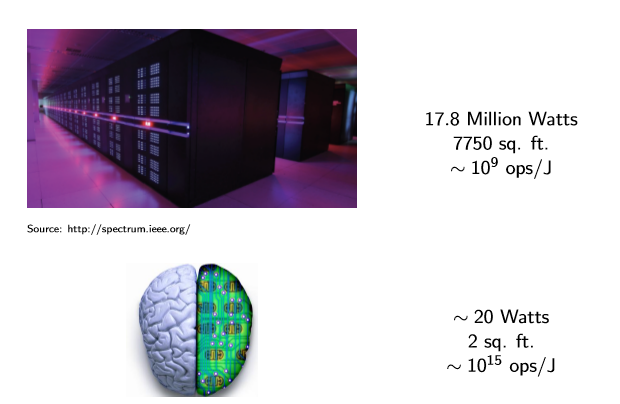 17.8 Million Watts
7750 sq. ft.
∼ 10⁹ ops/J
Source: http://spectrum.ieee.org/
∼ 20 Watts
2 sq. ft.
∼ 10¹⁵ ops/J